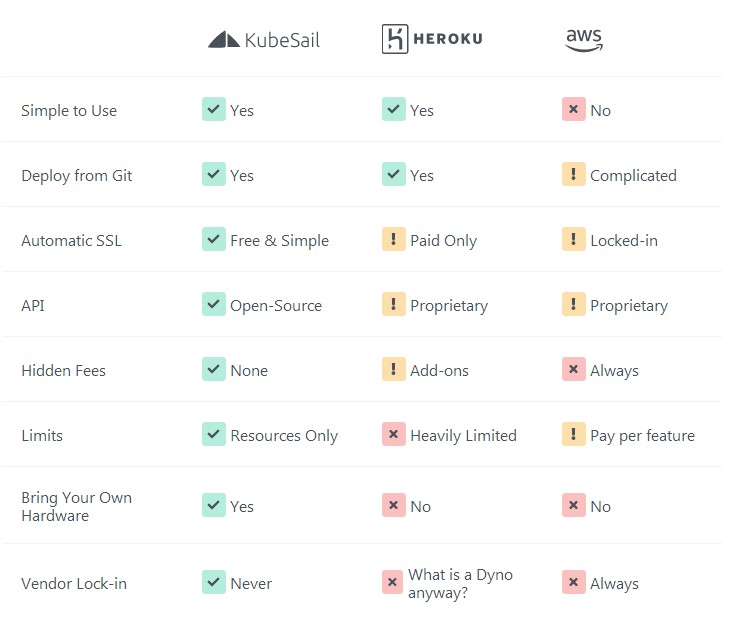 KubeSail HEROKU aws
Simple to Use Yes Yes No
Deploy from Git Yes Yes Complicated
Automatic SSL Free & Simple Paid Only Locked-in
API Open-Source Proprietary Proprietary
Hidden Fees None Add-ons Always
Limits Resources Only Heavily Limited Pay per feature
Bring Your Own
Hardware Yes No No
Vendor Lock-in Never What is a Dyno
anyway? Always